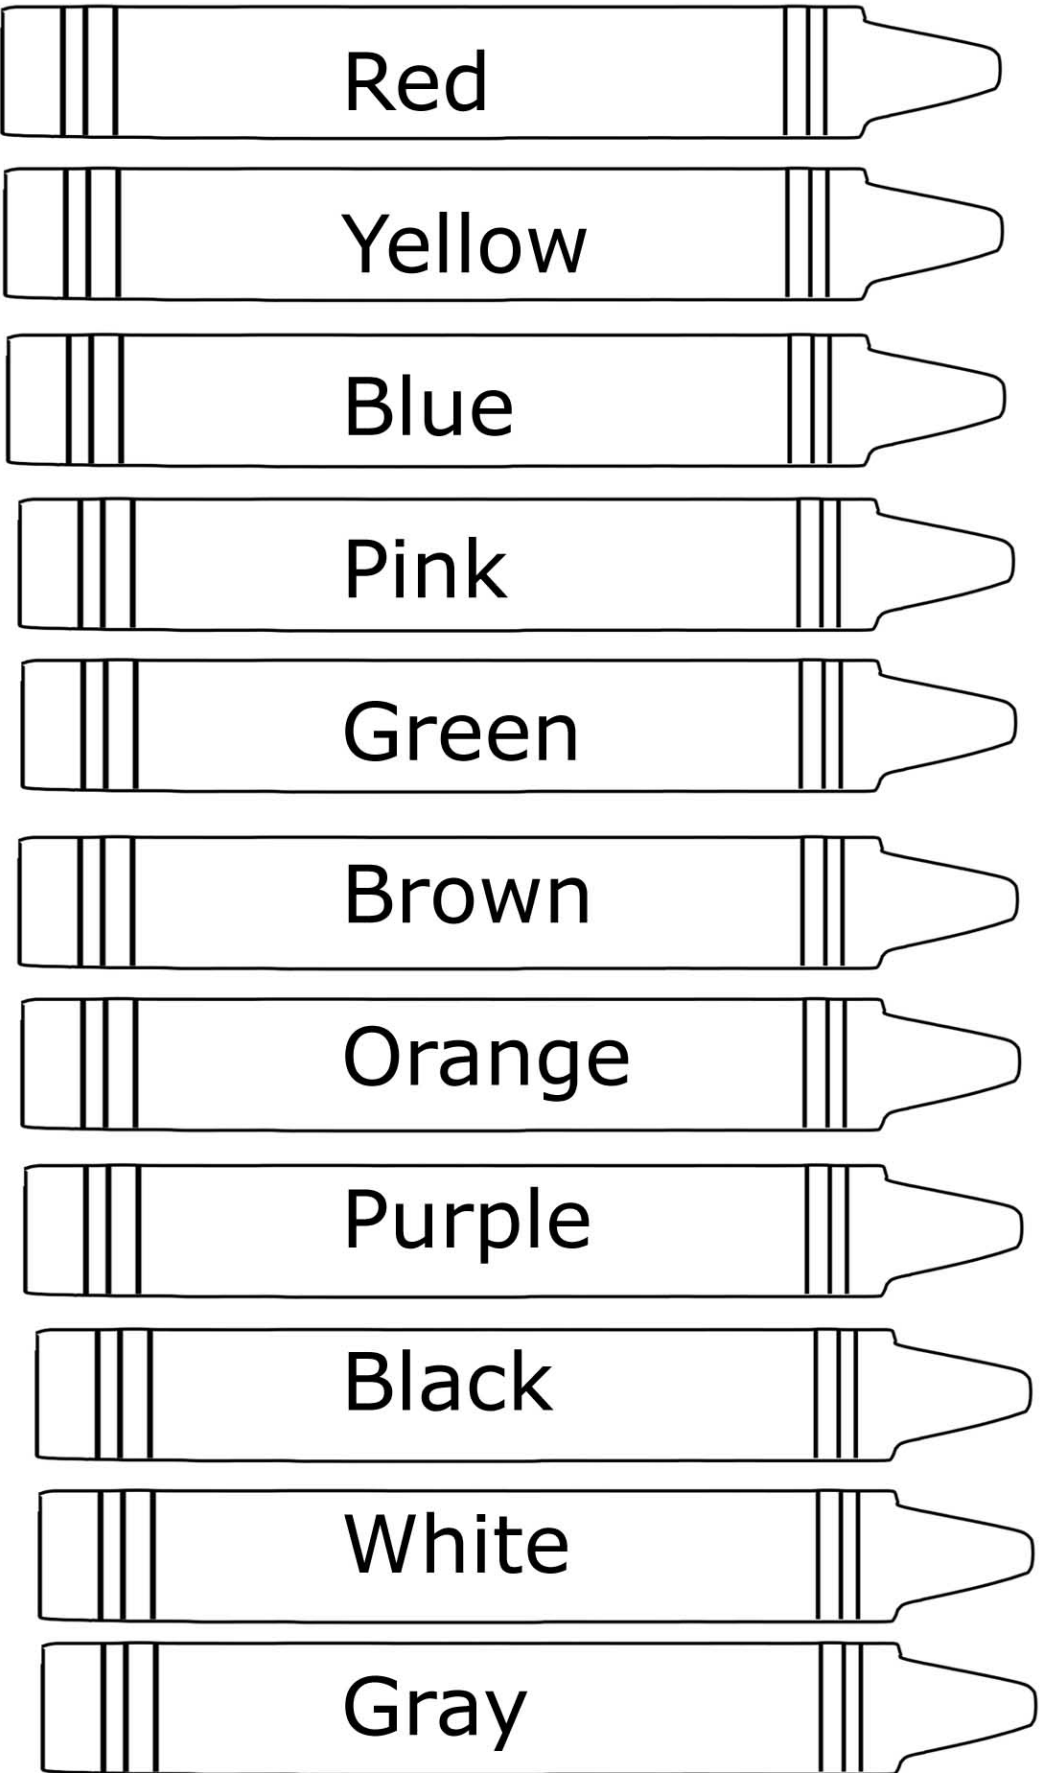 Red
Yellow
Blue
Pink
Green
Brown
Orange
Purple
Black
White
Gray